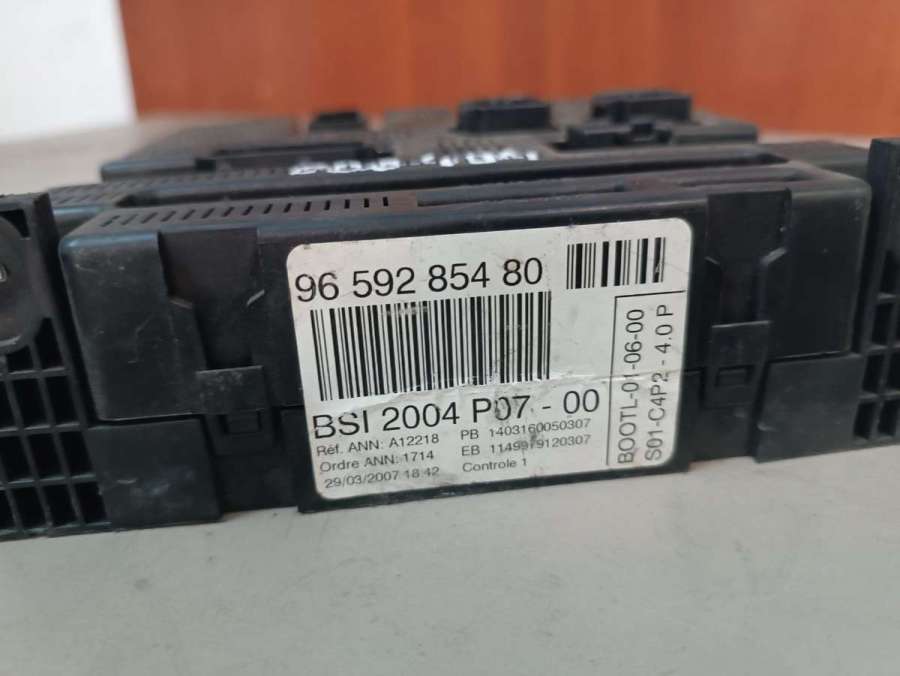 96 592 854 80
BSI 2004 P07 - 00
Réf. ANN: A12218
PB 1403160050307
Ordre ANN: 1714
EB 1149919120307
29/03/2007 18:42
Controle 1
BOOTL-01-06-00
S01-C4P2 - 4.0 P